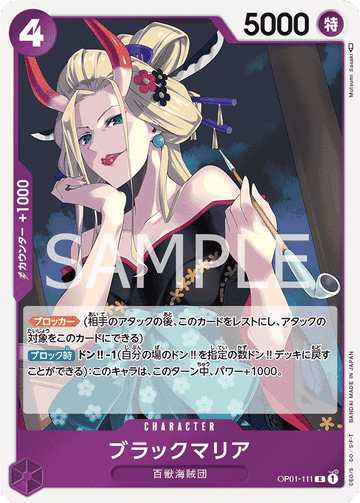 4
5000
特
Mutsumi Sasaki
カウンター +1000
SAMPLE
ブロッカー (相手のアタックの後、このカードをレストにし、アタックの
対象をこのカードにできる)
ブロック時 ドン!!-1(自分の場のドン!!を指定の数ドン!!デッキに戻す
ことができる):このキャラは、このターン中、パワー+1000。
CHARACTER
ブラックマリア
百獣海賊団
OP01-111 C 1
BANDAI MADE IN JAPAN